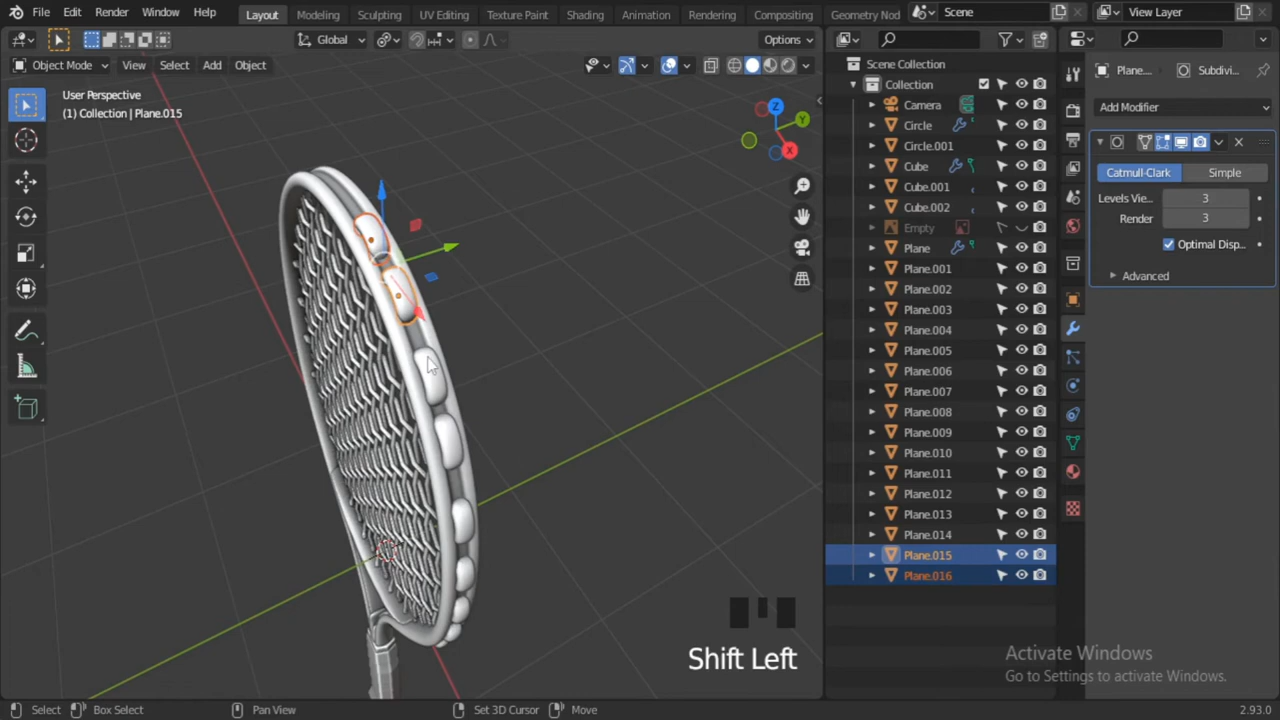 File Edit Render Window Help Layout Modeling Sculpting UV Editing Texture Paint Shading Animation Rendering Compositing Geometry Nod Scene View Layer
Global Options
Object Mode View Select Add Object
User Perspective
(1) Collection | Plane.015
Z
Y
X
Scene Collection
Collection
Camera
Circle
Circle.001
Cube
Cube.001
Cube.002
Empty
Plane
Plane.001
Plane.002
Plane.003
Plane.004
Plane.005
Plane.006
Plane.007
Plane.008
Plane.009
Plane.010
Plane.011
Plane.012
Plane.013
Plane.014
Plane.015
Plane.016
Plane... Subdivi...
Add Modifier
Catmull-Clark Simple
Levels Vie... 3
Render 3
Optimal Disp...
Advanced
Shift Left
Activate Windows
Go to Settings to activate Windows.
Select Box Select Pan View Set 3D Cursor Move 2.93.0